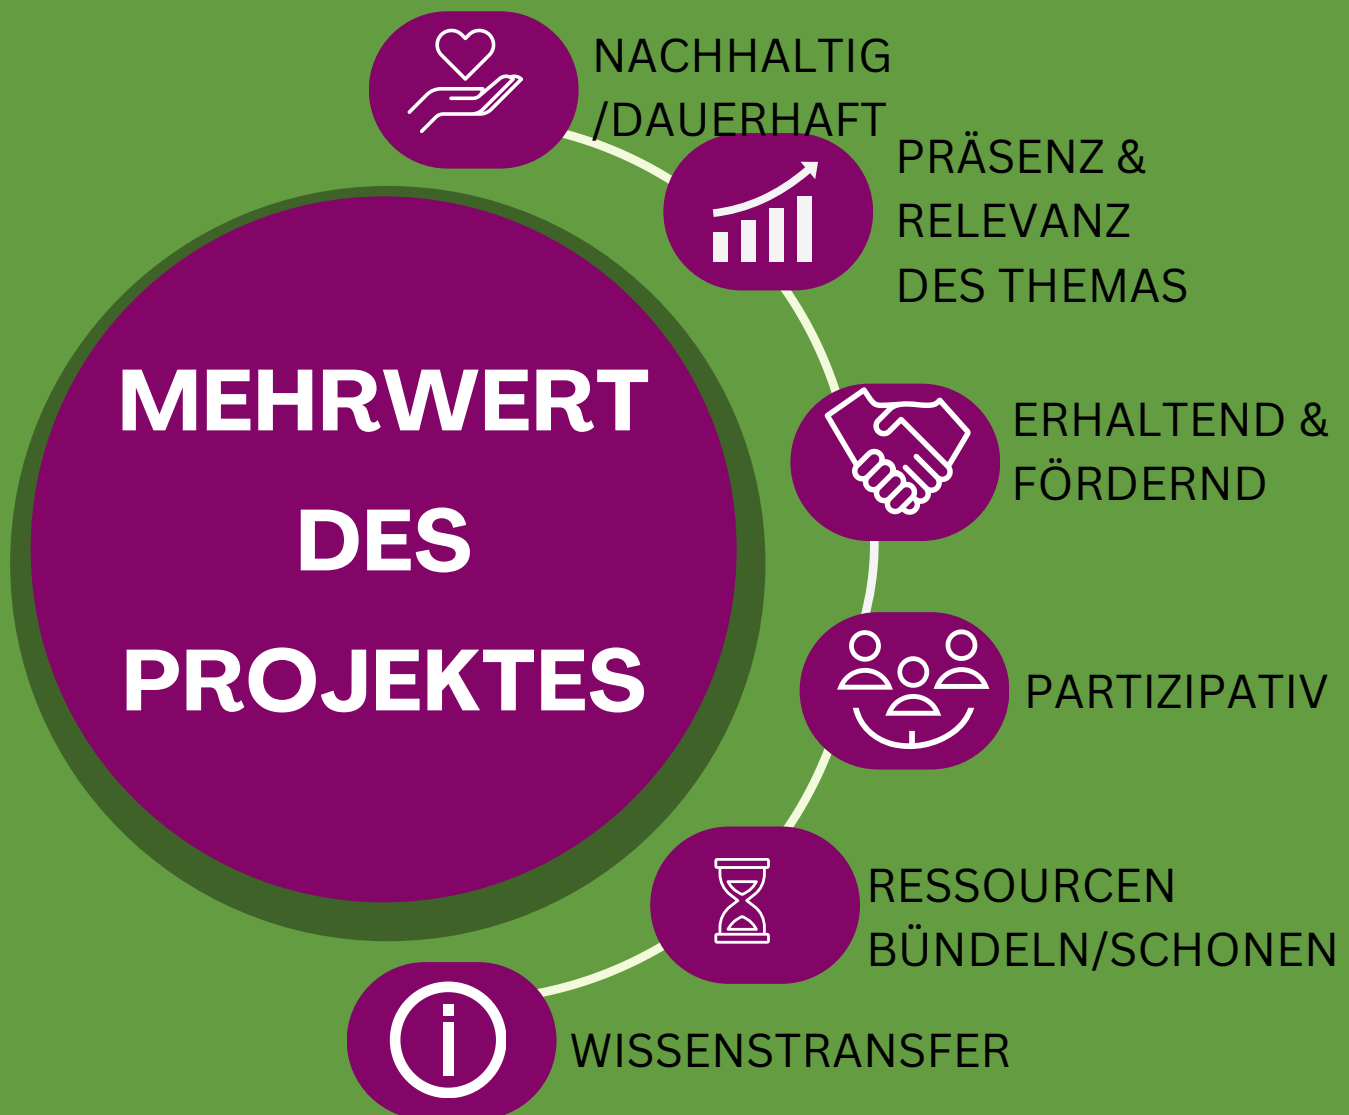 MEHRWERT
DES
PROJEKTES
NACHHALTIG
/DAUERHAFT
PRÄSENZ &
RELEVANZ
DES THEMAS
ERHALTEND &
FÖRDERND
PARTIZIPATIV
RESSOURCEN
BÜNDELN/SCHONEN
WISSENSTRANSFER